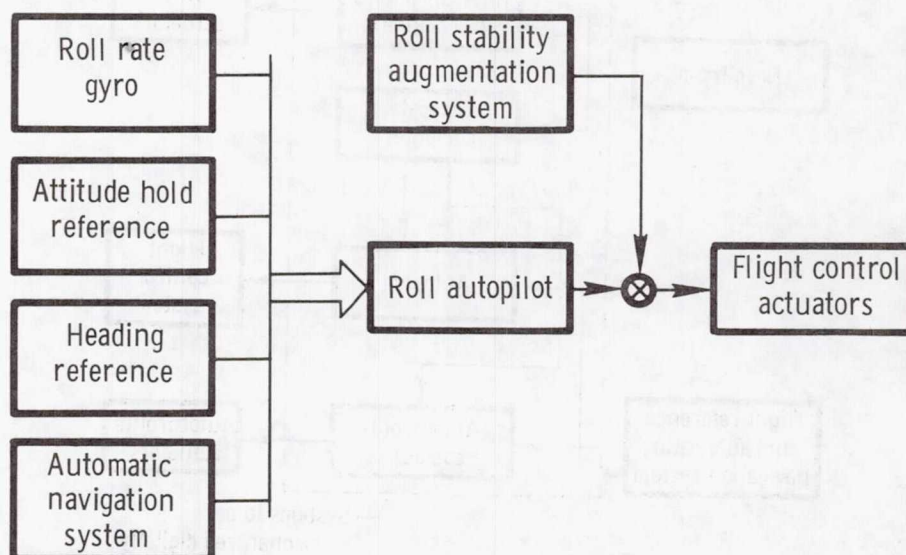 Roll rate
gyro
Attitude hold
reference
Heading
reference
Automatic
navigation
system
Roll stability
augmentation
system
Roll autopilot
Flight control
actuators